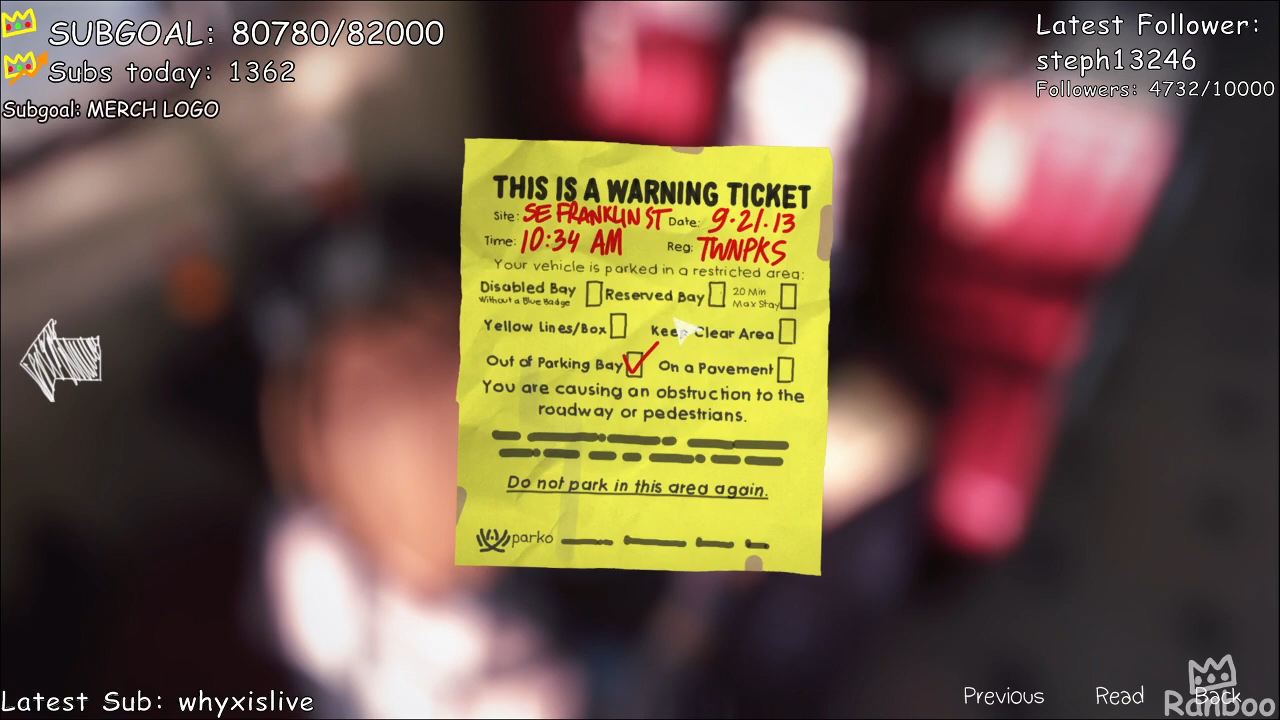 SUBGOAL: 80780/82000
Subs today: 1362
Subgoal: MERCH LOGO
Latest Follower:
steph13246
Followers: 4732/10000
THIS IS A WARNING TICKET
Site: SE FRANKLIN ST Date: 9·21·13
Time: 10:34 AM Reg: TWNPKS
Your vehicle is parked in a restricted area:
Disabled Bay Reserved Bay 20 Min
Without a Blue Badge Max Stay
Yellow Lines/Box Keep Clear Area
Out of Parking Bay On a Pavement
You are causing an obstruction to the
roadway or pedestrians.
Do not park in this area again.
parko
Latest Sub: whyxislive
Previous Read Back
Ranboo